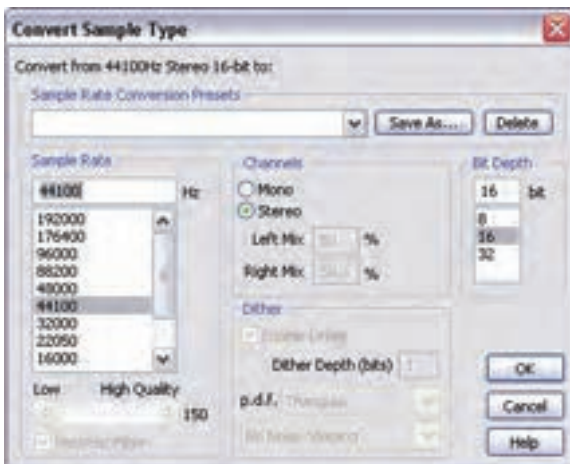 Convert Sample Type
Convert from 44100Hz Stereo 16-bit to:
Sample Rate Conversion Presets
Save As...
Delete
Sample Rate
44100 Hz
192000
176400
96000
88200
48000
44100
32000
22050
16000
Low High Quality
150
Channels
Mono
Stereo
Left Mix %
Right Mix %
Dither
Dither Depth (bits)
p.d.f. Triangular
Bit Depth
16 bit
8
16
32
OK
Cancel
Help